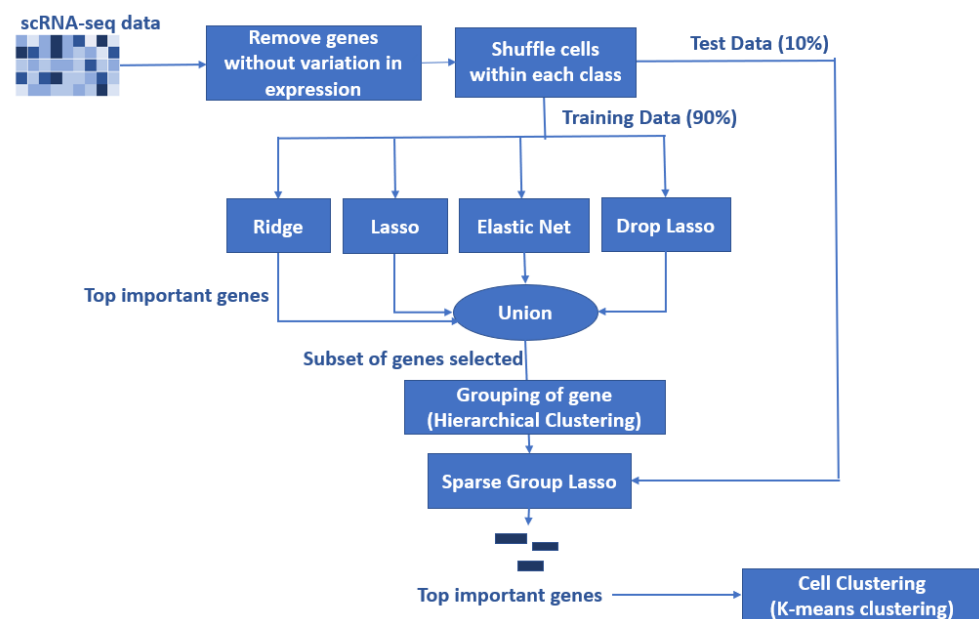 scRNA-seq data
Remove genes
without variation in
expression
Shuffle cells
within each class
Test Data (10%)
Training Data (90%)
Ridge
Lasso
Elastic Net
Drop Lasso
Top important genes
Union
Subset of genes selected
Grouping of gene
(Hierarchical Clustering)
Sparse Group Lasso
Top important genes
Cell Clustering
(K-means clustering)